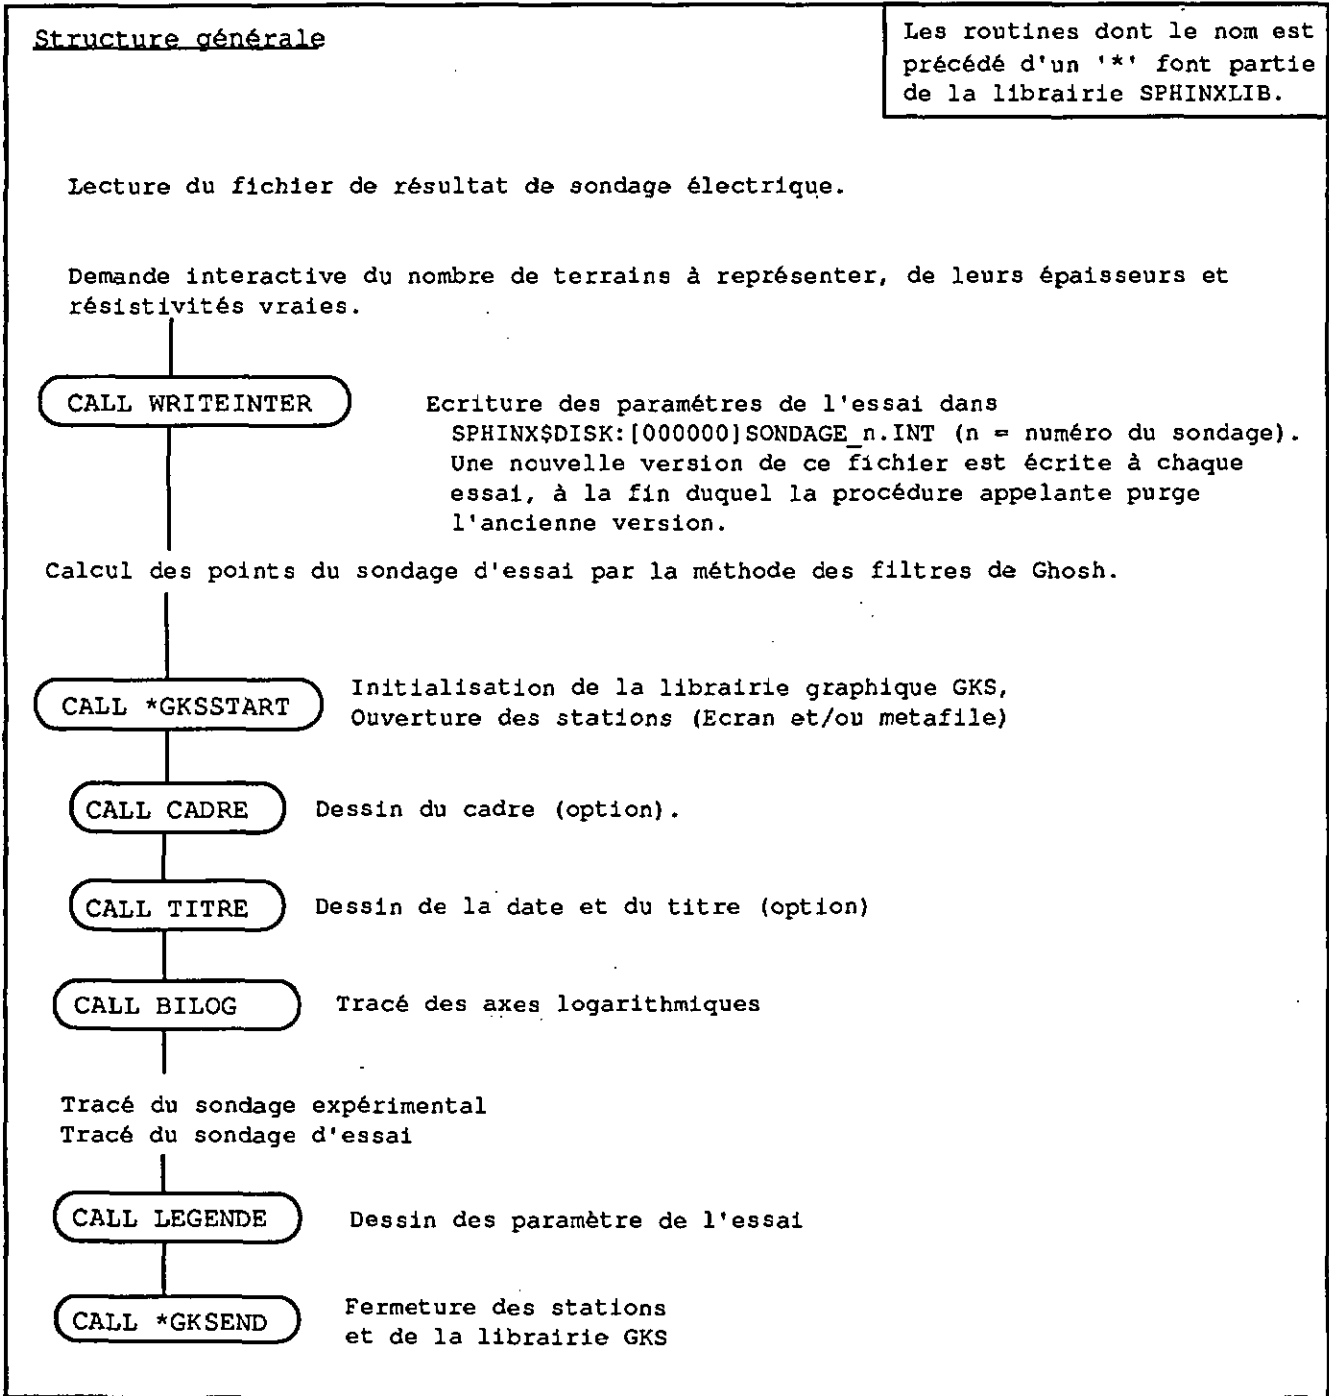 Structure générale
Les routines dont le nom est
précédé d'un '*' font partie
de la librairie SPHINXLIB.
Lecture du fichier de résultat de sondage électrique.
Demande interactive du nombre de terrains à représenter, de leurs épaisseurs et
résistivités vraies.
CALL WRITEINTER
Ecriture des paramétres de l'essai dans
SPHINX$DISK:[000000]SONDAGE_n.INT (n = numéro du sondage).
Une nouvelle version de ce fichier est écrite à chaque
essai, à la fin duquel la procédure appelante purge
l'ancienne version.
Calcul des points du sondage d'essai par la méthode des filtres de Ghosh.
CALL *GKSSTART
Initialisation de la librairie graphique GKS,
Ouverture des stations (Ecran et/ou metafile)
CALL CADRE
Dessin du cadre (option).
CALL TITRE
Dessin de la date et du titre (option)
CALL BILOG
Tracé des axes logarithmiques
Tracé du sondage expérimental
Tracé du sondage d'essai
CALL LEGENDE
Dessin des paramètre de l'essai
CALL *GKSEND
Fermeture des stations
et de la librairie GKS